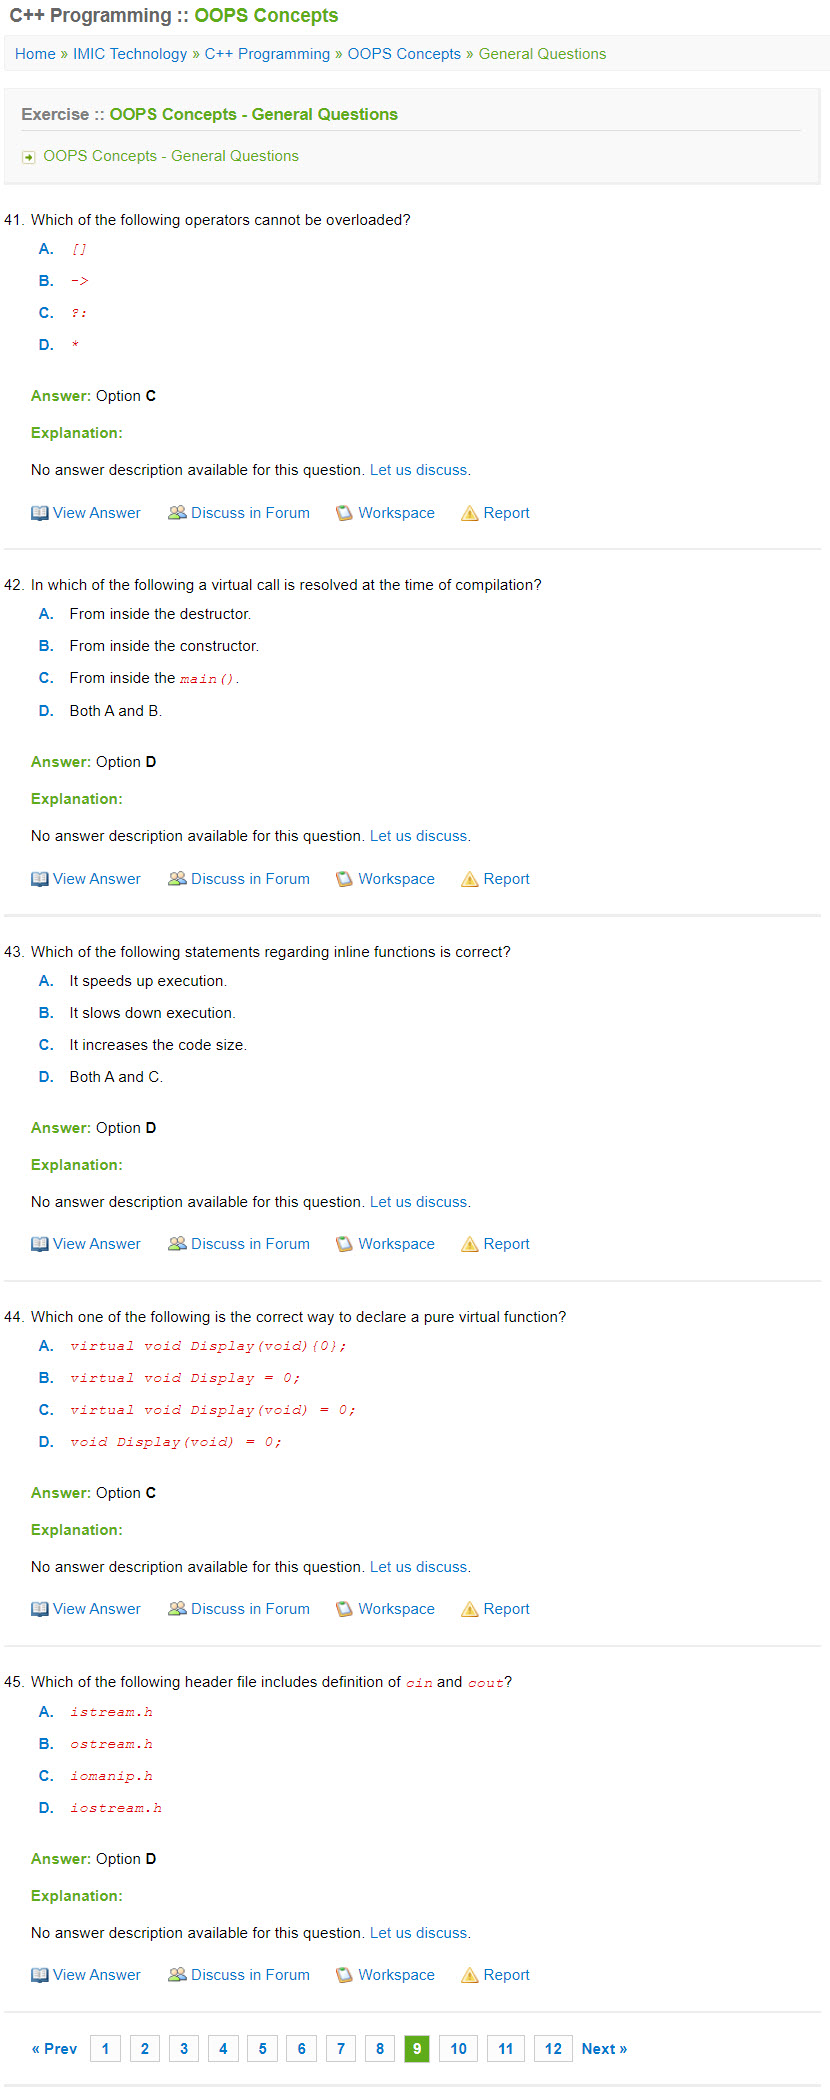 C++ Programming :: OOPS Concepts
Home » IMIC Technology » C++ Programming » OOPS Concepts » General Questions
Exercise :: OOPS Concepts - General Questions
OOPS Concepts - General Questions
41. Which of the following operators cannot be overloaded?
A. []
B. ->
C. ?:
D. *
Answer: Option C
Explanation:
No answer description available for this question. Let us discuss.
View Answer Discuss in Forum Workspace Report
42. In which of the following a virtual call is resolved at the time of compilation?
A. From inside the destructor.
B. From inside the constructor.
C. From inside the main().
D. Both A and B.
Answer: Option D
Explanation:
No answer description available for this question. Let us discuss.
View Answer Discuss in Forum Workspace Report
43. Which of the following statements regarding inline functions is correct?
A. It speeds up execution.
B. It slows down execution.
C. It increases the code size.
D. Both A and C.
Answer: Option D
Explanation:
No answer description available for this question. Let us discuss.
View Answer Discuss in Forum Workspace Report
44. Which one of the following is the correct way to declare a pure virtual function?
A. virtual void Display(void){0};
B. virtual void Display = 0;
C. virtual void Display(void) = 0;
D. void Display(void) = 0;
Answer: Option C
Explanation:
No answer description available for this question. Let us discuss.
View Answer Discuss in Forum Workspace Report
45. Which of the following header file includes definition of cin and cout?
A. istream.h
B. ostream.h
C. iomanip.h
D. iostream.h
Answer: Option D
Explanation:
No answer description available for this question. Let us discuss.
View Answer Discuss in Forum Workspace Report
« Prev 1 2 3 4 5 6 7 8 9 10 11 12 Next »